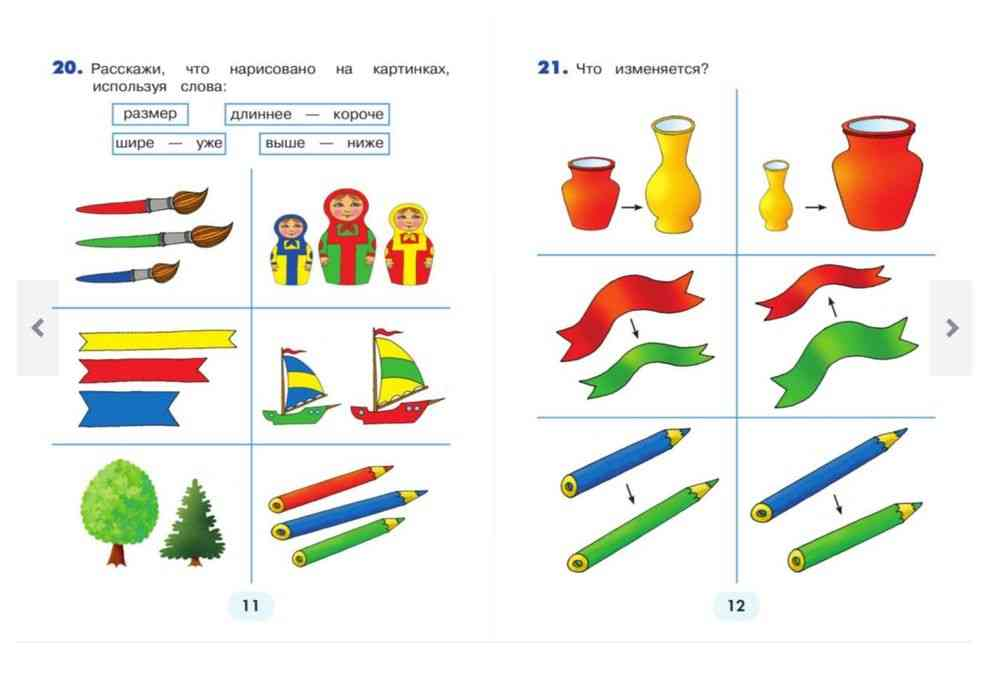 20. Расскажи, что нарисовано на картинках,
используя слова:
размер длиннее — короче
шире — уже выше — ниже
11
21. Что изменяется?
12